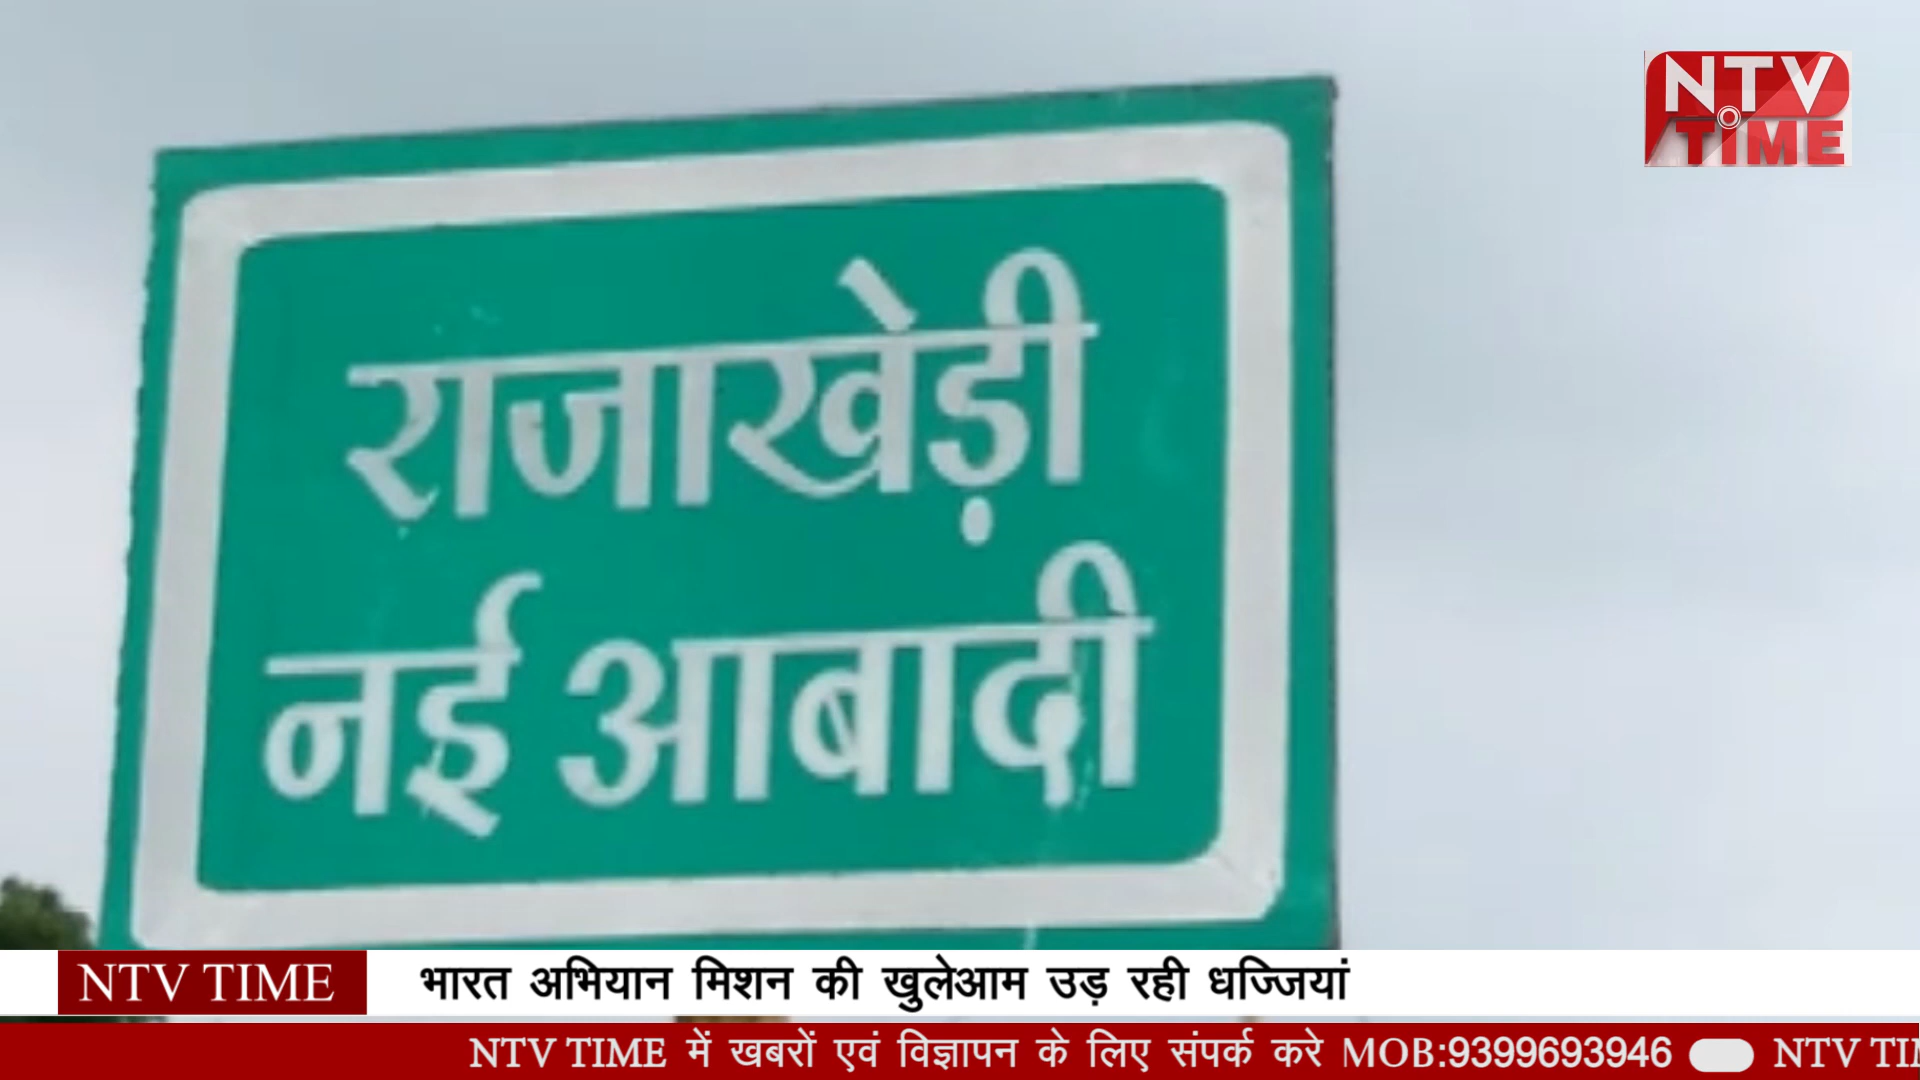 NTV
TIME
राजाखेड़ी
नई आबादी
NTV TIME
भारत अभियान मिशन की खुलेआम उड़ रही धज्जियां
NTV TIME में खबरों एवं विज्ञापन के लिए संपर्क करे MOB:9399693946 NTV